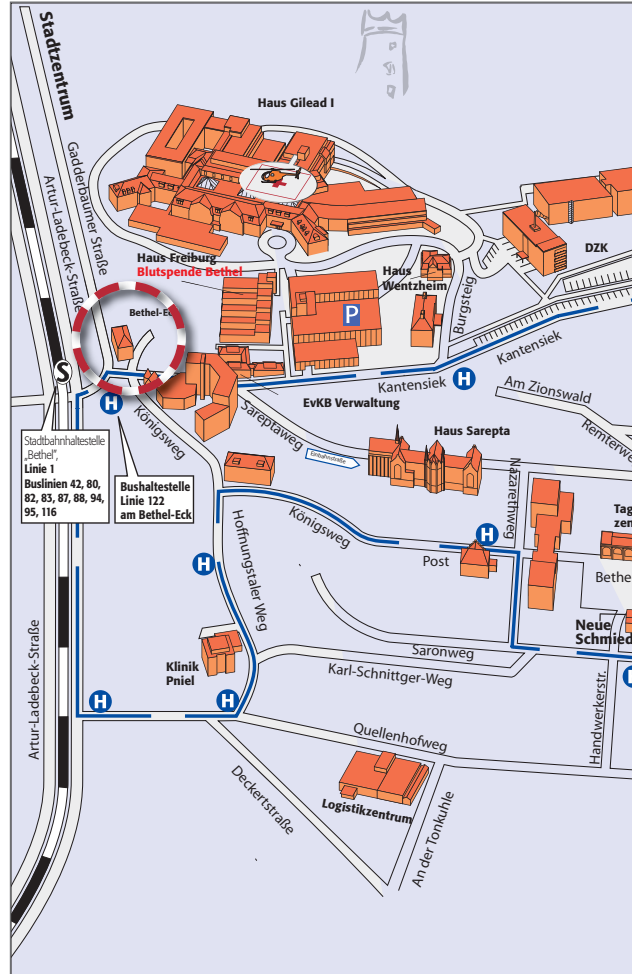 Stadtzentrum
Gadderbaumer Straße
Artur-Ladebeck-Straße
Haus Gilead I
Haus Freiburg
Blutspende Bethel
Haus
Wentzheim
DZK
Burgsteig
P
Bethel-Eck
S
H
Kantensiek
H
Kantensiek
EvKB Verwaltung
Am Zionswald
Remterweg
Stadtbahnhaltestelle
„Bethel”,
Linie 1
Buslinien 42, 80,
82, 83, 87, 88, 94,
95, 116
Bushaltestelle
Linie 122
am Bethel-Eck
Königsweg
Sareptaweg
Einbahnstraße
Haus Sarepta
Nazarethweg
Hoffnungstaler Weg
Königsweg
H
Post
H
Tag
zen
Bethe
Neue
Schmied
H
Saronweg
Karl-Schnittger-Weg
Klinik
Pniel
H
H
Artur-Ladebeck-Straße
Quellenhofweg
Handwerkerstr.
Deckertstraße
Logistikzentrum
An der Tonkuhle